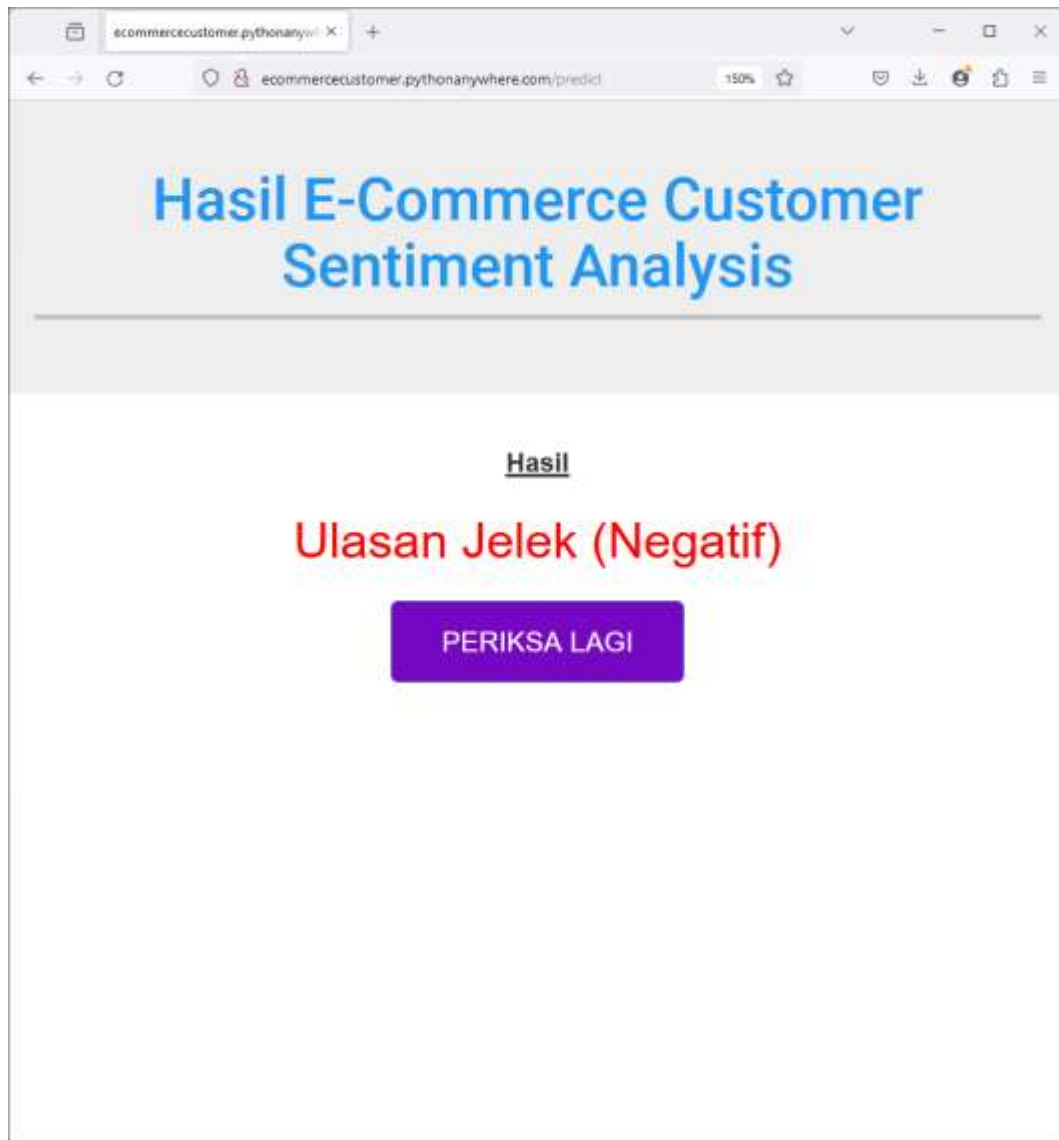 ecommercecustomer.pythonanyw
ecommercecustomer.pythonanywhere.com/predict
150%
Hasil E-Commerce Customer
Sentiment Analysis
Hasil
Ulasan Jelek (Negatif)
PERIKSA LAGI